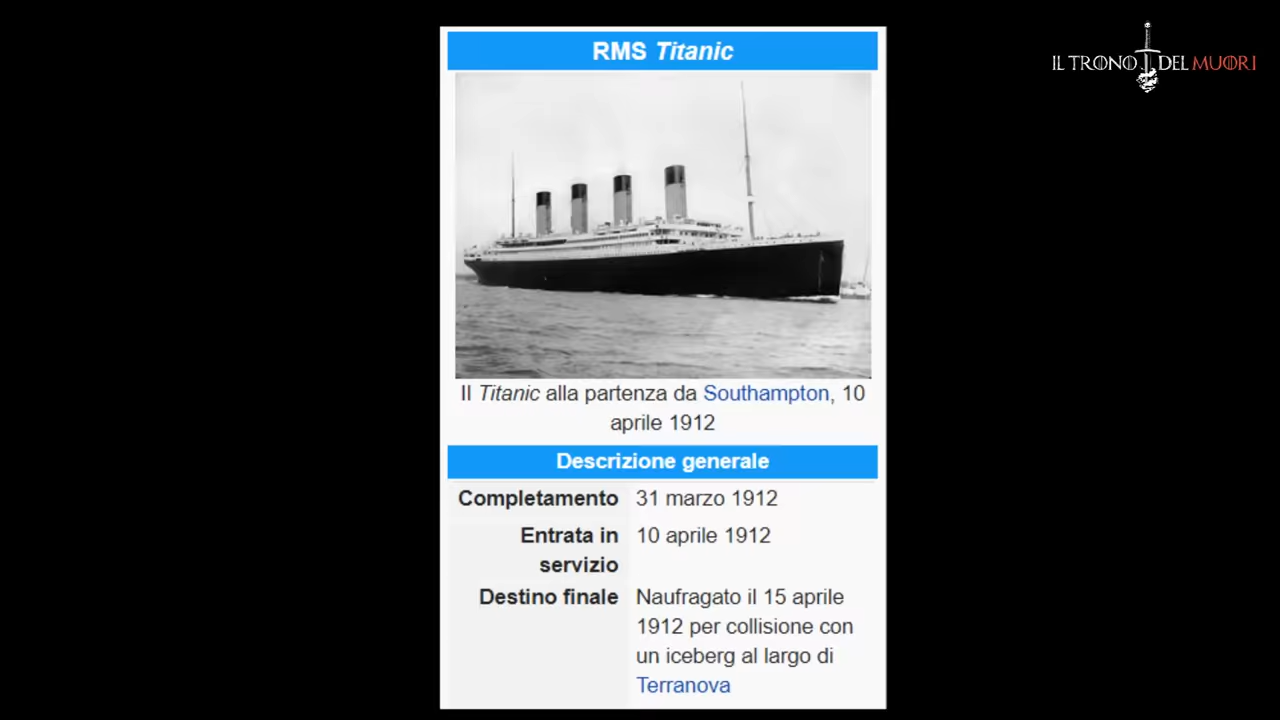 RMS Titanic
IL TRONO DEL MUORI
Il Titanic alla partenza da Southampton, 10
aprile 1912
Descrizione generale
Completamento 31 marzo 1912
Entrata in 10 aprile 1912
servizio
Destino finale Naufragato il 15 aprile
1912 per collisione con
un iceberg al largo di
Terranova